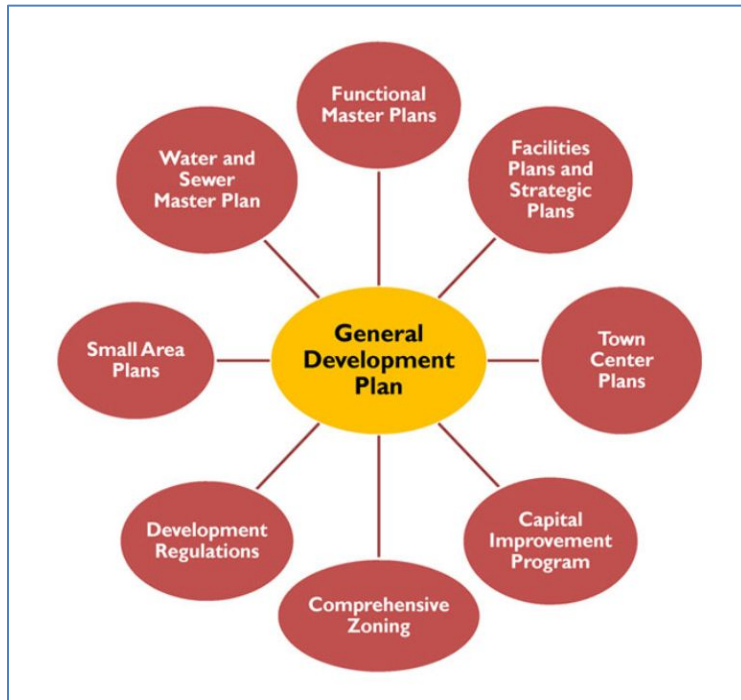 Functional
Master Plans
Facilities
Plans and
Strategic
Plans
Town
Center
Plans
Capital
Improvement
Program
Comprehensive
Zoning
Development
Regulations
Small Area
Plans
Water and
Sewer
Master Plan
General
Development
Plan